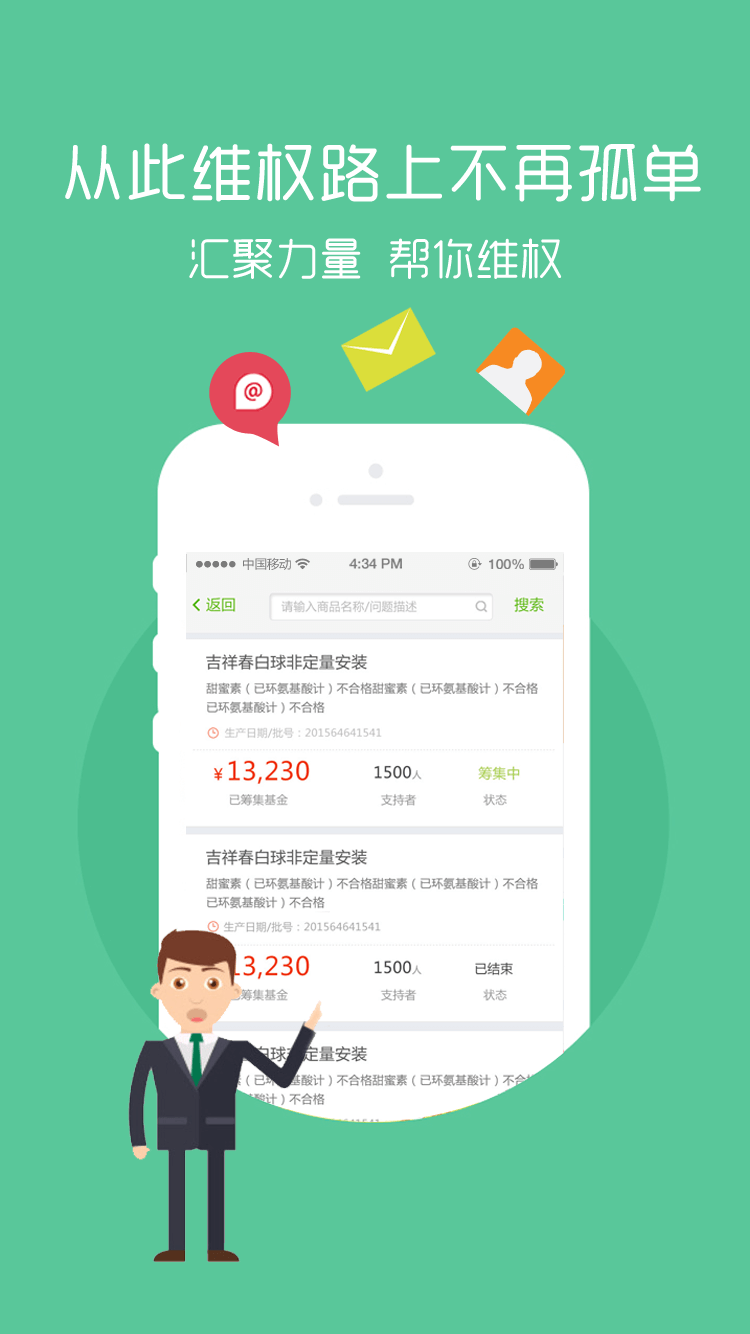 从此维权路上不再孤单
汇聚力量 帮你维权
@
中国移动 4:34 PM 100%
返回 请输入商品名称/问题描述 搜索
吉祥春白球非定量安装
甜蜜素（已环氨基酸计）不合格甜蜜素（已环氨基酸计）不合格
已环氨基酸计）不合格
生产日期/批号：201564641541
¥13,230 1500人 筹集中
已筹集基金 支持者 状态
吉祥春白球非定量安装
甜蜜素（已环氨基酸计）不合格甜蜜素（已环氨基酸计）不合格
已环氨基酸计）不合格
生产日期/批号：201564641541
13,230 1500人 已结束
已筹集基金 支持者 状态
白球非定量安装
（已环氨基酸计）不合格甜蜜素（已环氨基酸计）不合
酸计）不合格